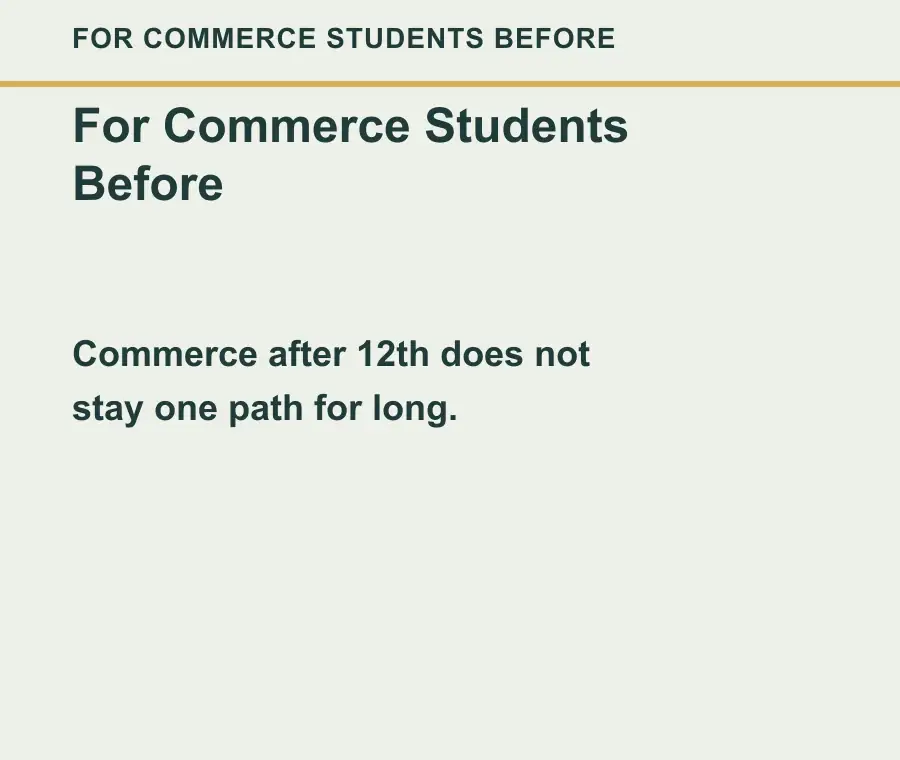 FOR COMMERCE STUDENTS BEFORE
For Commerce Students
Before
Commerce after 12th does not
stay one path for long.